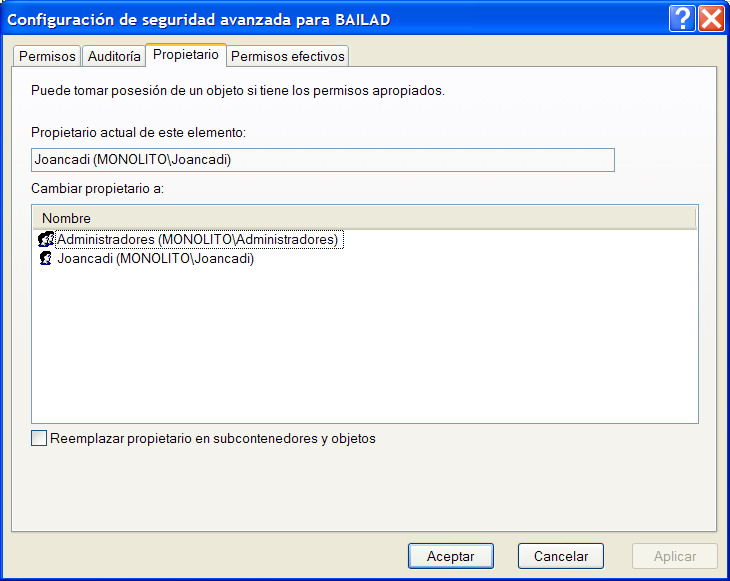 Configuración de seguridad avanzada para BAILAD
Permisos Auditoría Propietario Permisos efectivos
Puede tomar posesión de un objeto si tiene los permisos apropiados.
Propietario actual de este elemento:
Joancadi (MONOLITO\Joancadi)
Cambiar propietario a:
Nombre
Administradores (MONOLITO\Administradores)
Joancadi (MONOLITO\Joancadi)
Reemplazar propietario en subcontenedores y objetos
Aceptar Cancelar Aplicar